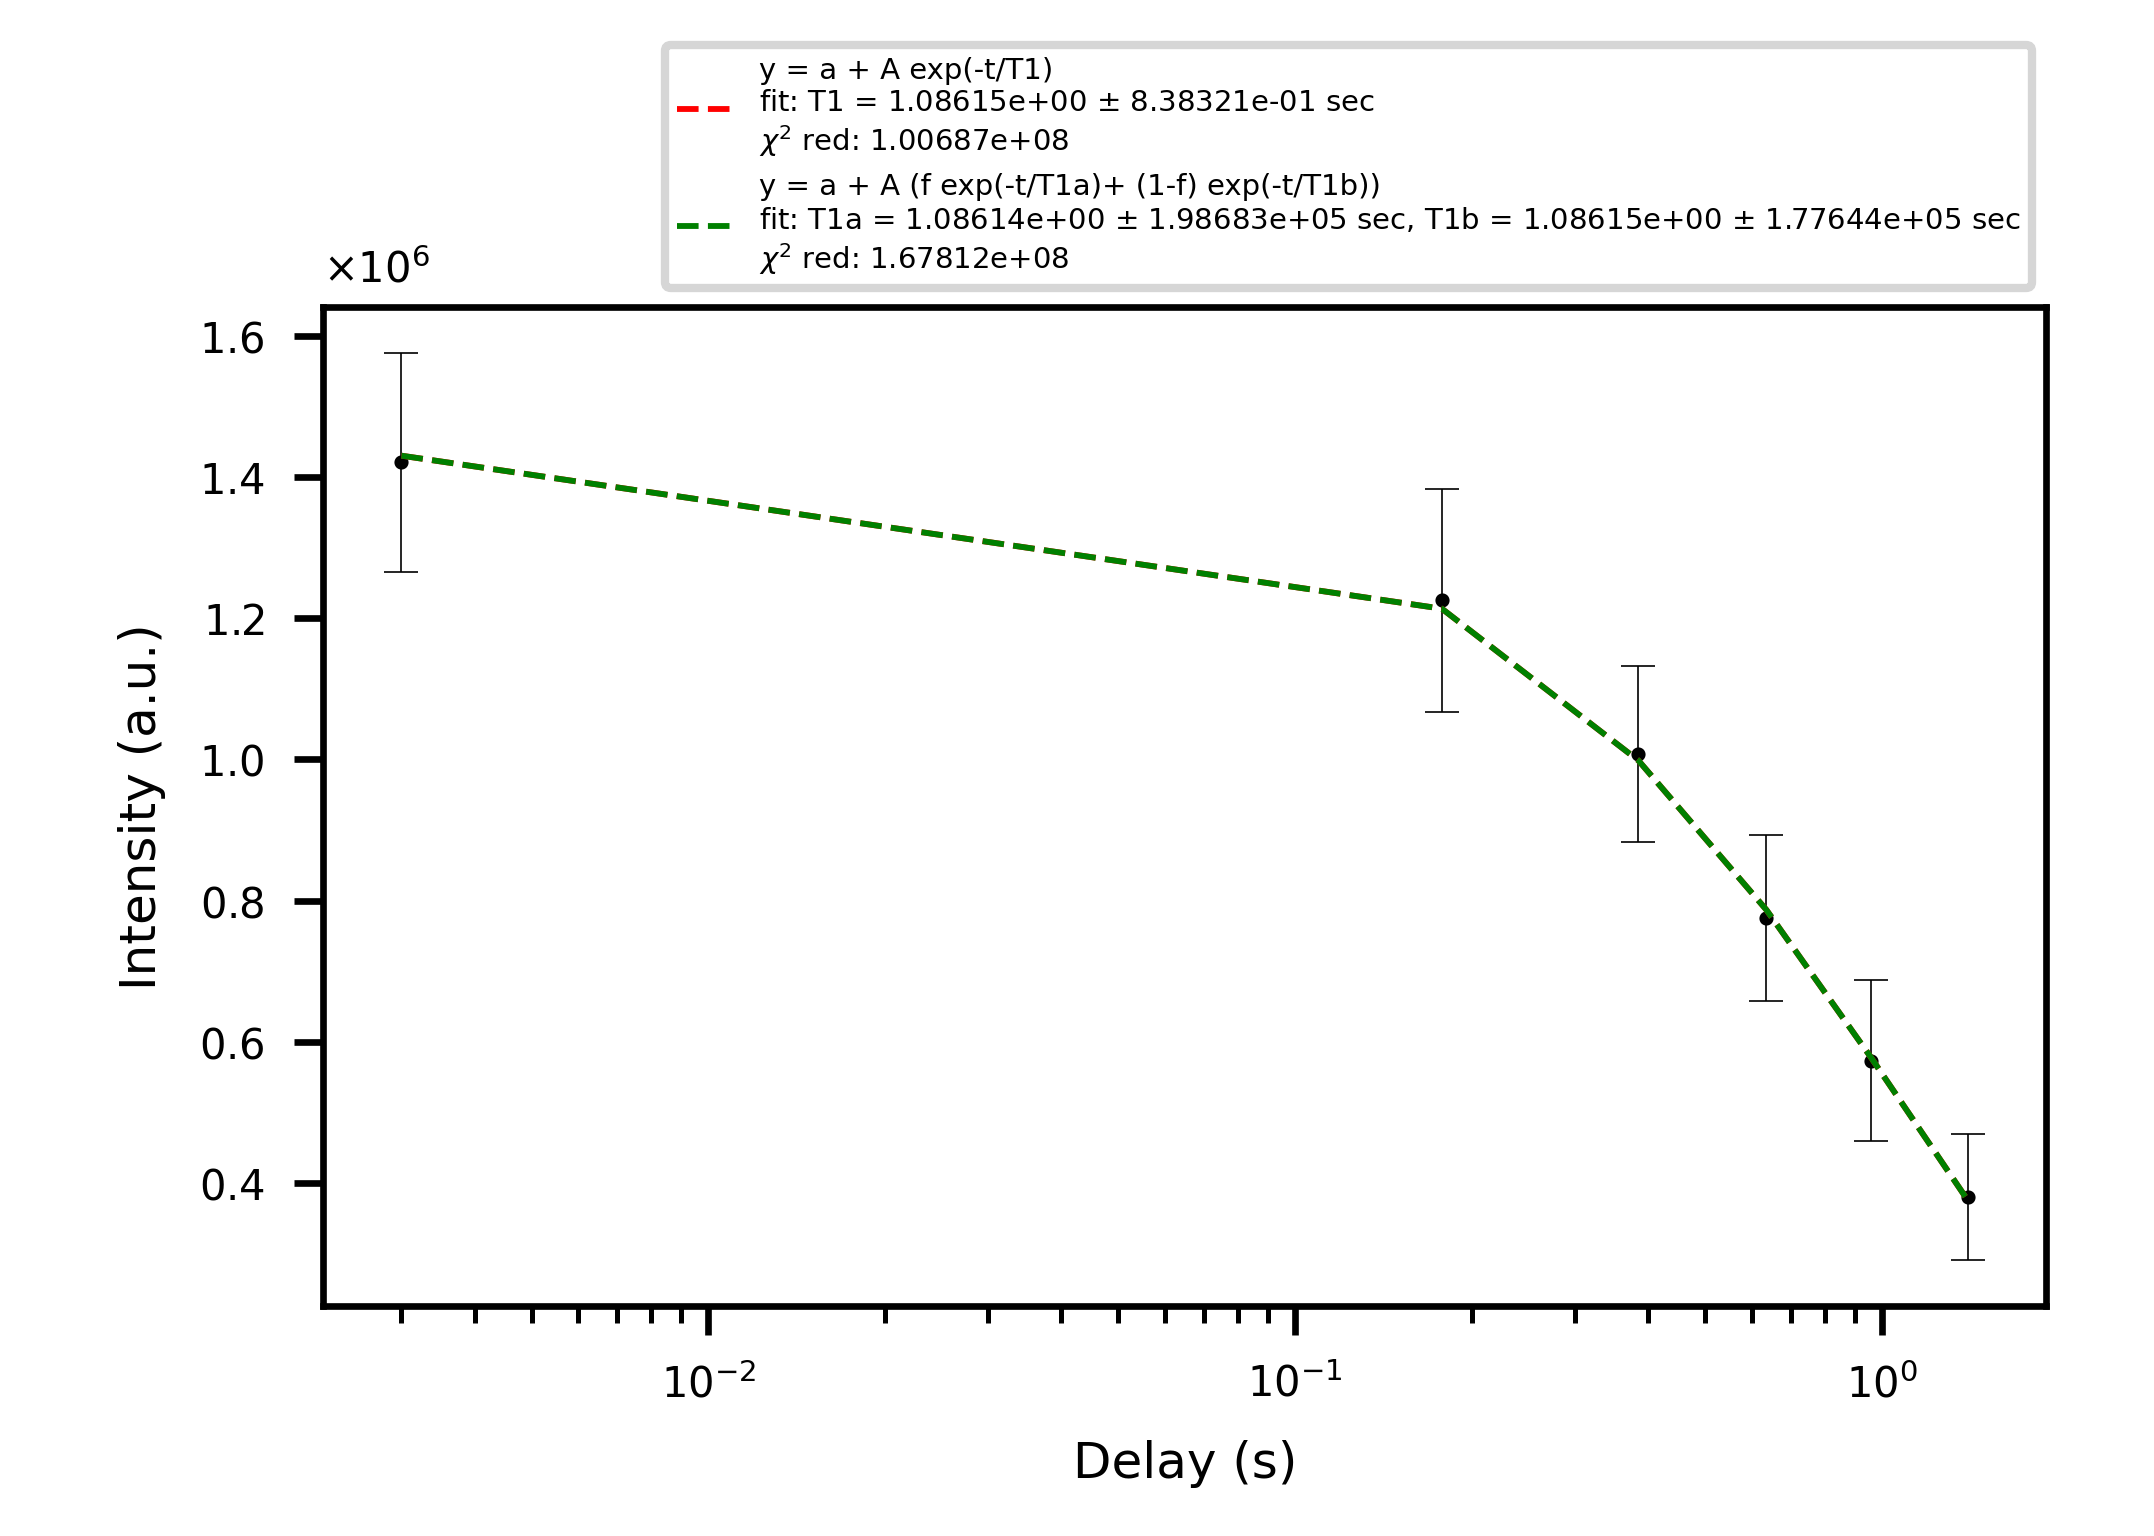 y = a + A exp(-t/T1)
fit: T1 = 1.08615e+00 ± 8.38321e-01 sec
χ² red: 1.00687e+08
y = a + A (f exp(-t/T1a)+ (1-f) exp(-t/T1b))
fit: T1a = 1.08614e+00 ± 1.98683e+05 sec, T1b = 1.08615e+00 ± 1.77644e+05 sec
χ² red: 1.67812e+08
×10⁶
1.6
1.4
1.2
1.0
0.8
0.6
0.4
Intensity (a.u.)
10⁻² 10⁻¹ 10⁰
Delay (s)